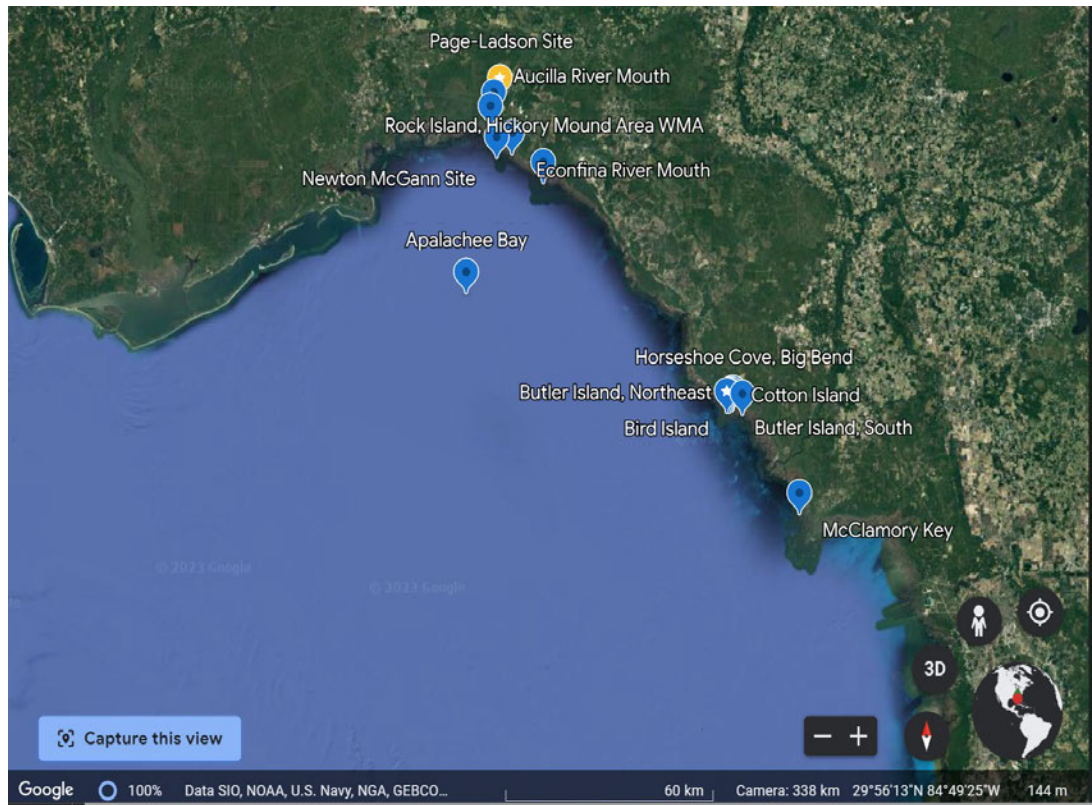 Page-Ladson Site
Aucilla River Mouth
Rock Island, Hickory Mound Area WMA
Newton McGann Site
Econfina River Mouth
Apalachee Bay
Horseshoe Cove, Big Bend
Butler Island, Northeast
Cotton Island
Bird Island
Butler Island, South
McClamory Key
© 2023 Google
© 2023 Google
3D
Capture this view
Google 100% Data SIO, NOAA, U.S. Navy, NGA, GEBCO... 60 km Camera: 338 km 29°56'13"N 84°49'25"W 144 m